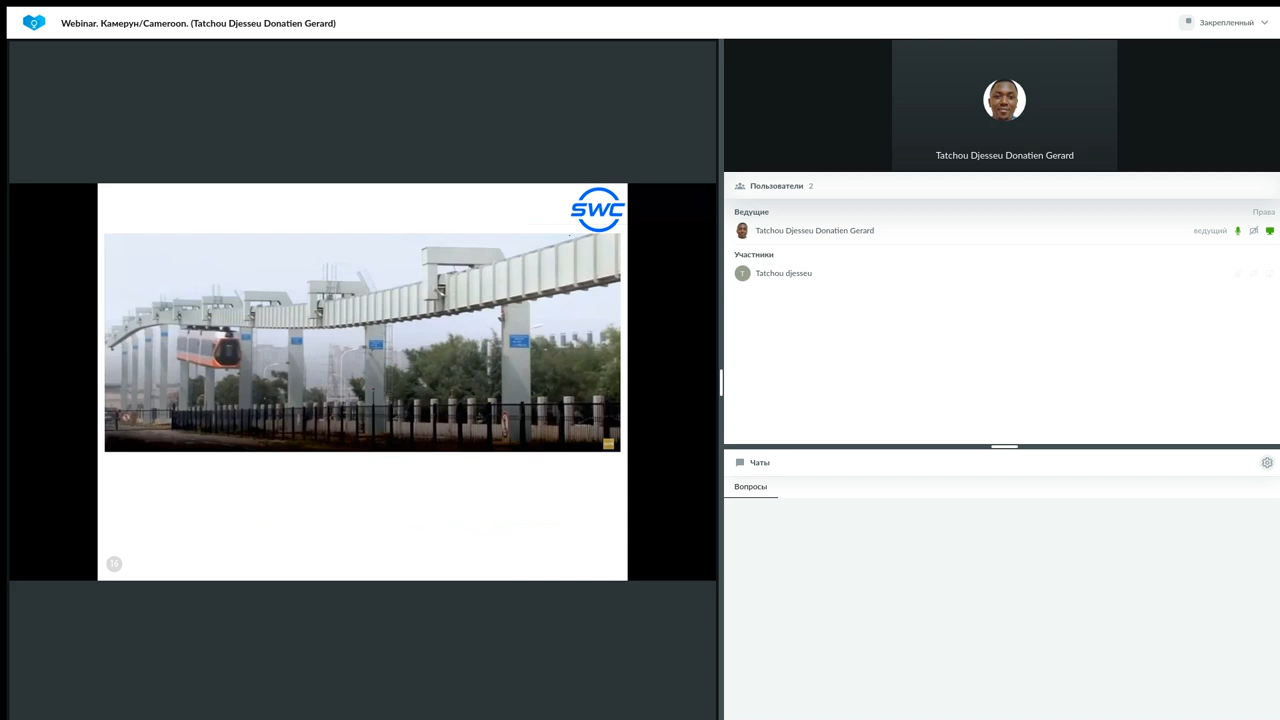 Webinar. Камерун/Cameroon. (Tatchou Djesseu Donatien Gerard)
Закрепленный
SWC
16
Tatchou Djesseu Donatien Gerard
Пользователи 2
Ведущие Права
Tatchou Djesseu Donatien Gerard ведущий
Участники
T Tatchou djesseu
Чаты
Вопросы